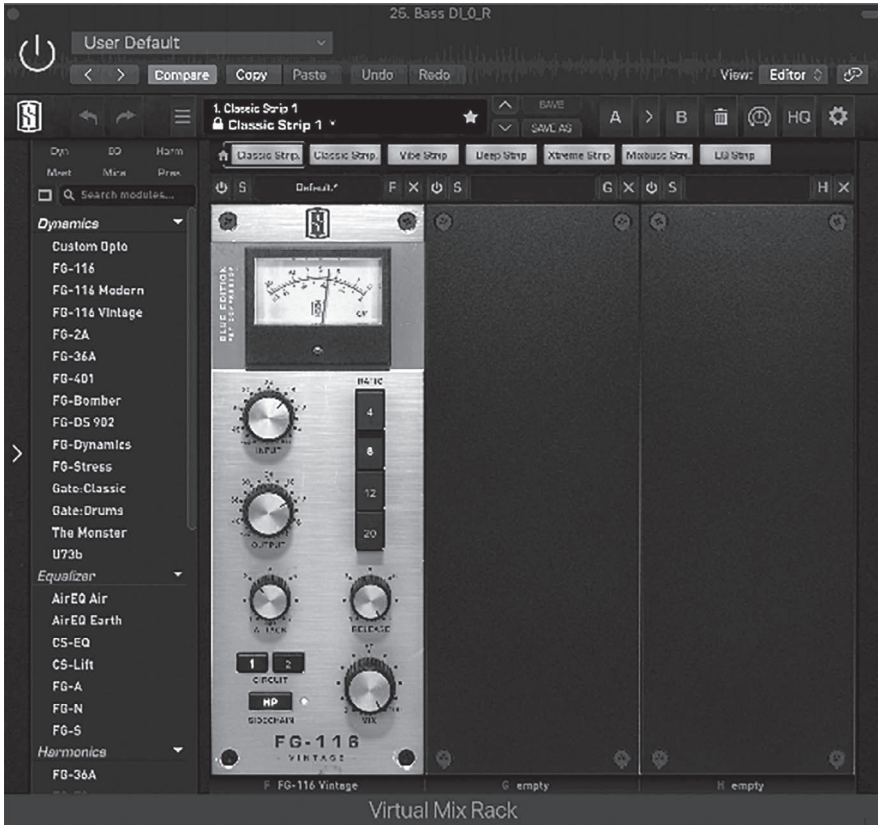 25. Bass DI_0_R
User Default
Compare Copy Paste Undo Redo
View: Editor
1. Classic Strip 1
Classic Strip 1 *
SAVE
SAVE AS
A > B HQ
Dyn EQ Harm
Search modules...
Classic Strip. Classic Strip. Vibe Strip Deep Strip Xtreme Strip Mixbuss Stri. EQ Strip
S Default.* F X S G X S H X
Dynamics
Custom Opto
FG-116
FG-116 Modern
FG-116 Vintage
FG-2A
FG-36A
FG-401
FG-Bomber
FG-DS 902
FG-Dynamics
FG-Stress
Gate:Classic
Gate:Drums
The Monster
U73b
Equalizer
AirEQ Air
AirEQ Earth
CS-EQ
CS-Lift
FG-A
FG-N
FG-S
Harmonics
FG-36A
BLUE EDITION
RATIO
4
8
12
20
INPUT
OUTPUT
ATTACK
RELEASE
1 2
CIRCUIT
HP
SIDECHAIN
MIX
FG-116
- VINTAGE -
F FG-116 Vintage
G empty
H empty
Virtual Mix Rack